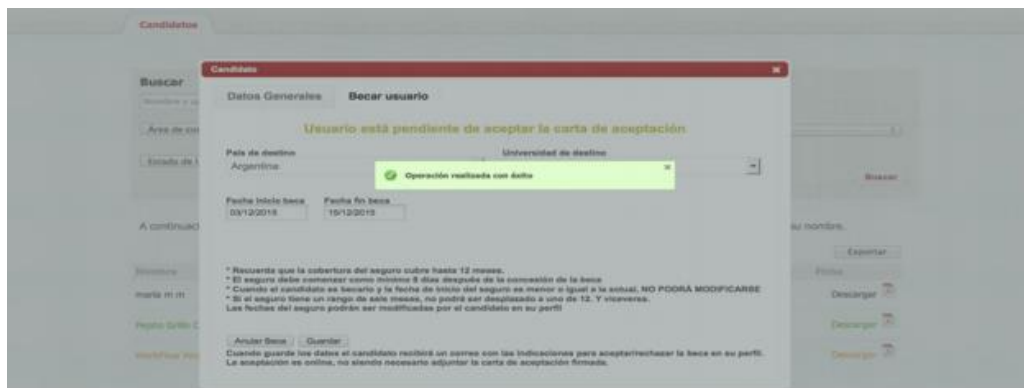 Candidatos
Candidato
Buscar
Datos Generales Becar usuario
Usuario está pendiente de aceptar la carta de aceptación
País de destino Universidad de destino
Argentina
Operación realizada con éxito
Buscar
Fecha inicio beca Fecha fin beca
03/12/2015 15/12/2015
A continuaci su nombre.
Exportar
* Recuerda que la cobertura del seguro cubre hasta 12 meses.
* El seguro debe comenzar como mínimo 8 días después de la concesión de la beca
* Cuando el candidato es becario y la fecha de inicio del seguro es menor o igual a la actual, NO PODRÁ MODIFICARSE
* Si el seguro tiene un rango de seis meses, no podrá ser desplazado a uno de 12. Y viceversa.
Las fechas del seguro podrán ser modificadas por el candidato en su perfil
maria m m Descargar
Pepito Grillo C Descargar
Descargar
Anular Beca Guardar
Cuando guarde los datos el candidato recibirá un correo con las indicaciones para aceptar/rechazar la beca en su perfil.
La aceptación es online, no siendo necesario adjuntar la carta de aceptación firmada.